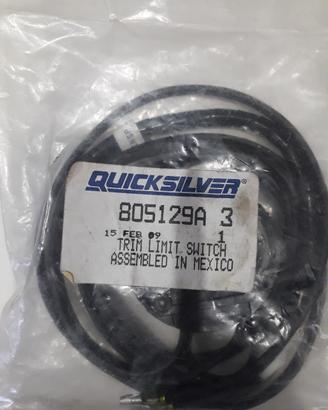 QUICKSILVER
805129A 3
15 FEB 09 1
TRIM LIMIT SWITCH
ASSEMBLED IN MEXICO